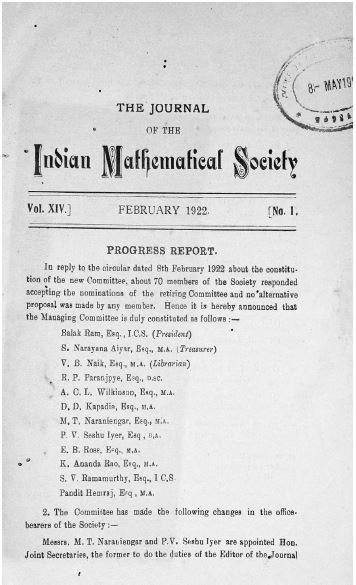 8- MAY19
THE JOURNAL
OF THE
Indian Mathematical Society
Vol. XIV.] FEBRUARY 1922. [No. 1.
PROGRESS REPORT.
In reply to the circular dated 8th February 1922 about the constitu-
tion of the new Committee, about 70 members of the Society responded
accepting the nominations of the retiring Committee and no alternative
proposal was made by any member. Hence it is hereby announced that
the Managing Committee is duly constituted as follows :—
Balak Ram, Esq., I.C.S. (President)
S. Narayana Aiyar, Esq., M.A. (Treasurer)
V. B. Naik, Esq., M.A. (Librarian)
R. P. Paranjpye, Esq., D.SC.
A. C. L. Wilkinson, Esq., M.A.
D. D. Kapadia, Esq., M.A.
M. T. Naraniengar, Esq., M.A.
P. V. Seshu Iyer, Esq., B.A.
E. B. Ross, Esq., M.A.
K. Ananda Rao, Esq., M.A.
S. V. Ramamurthy, Esq., I C.S
Pandit Hemraj, Esq , M.A.
2. The Committee has made the following changes in the office-
bearers of the Society :—
Messrs. M. T. Naraniengar and P.V. Seshu Iyer are appointed Hon.
Joint Secretaries, the former to do the duties of the Editor of the Journal